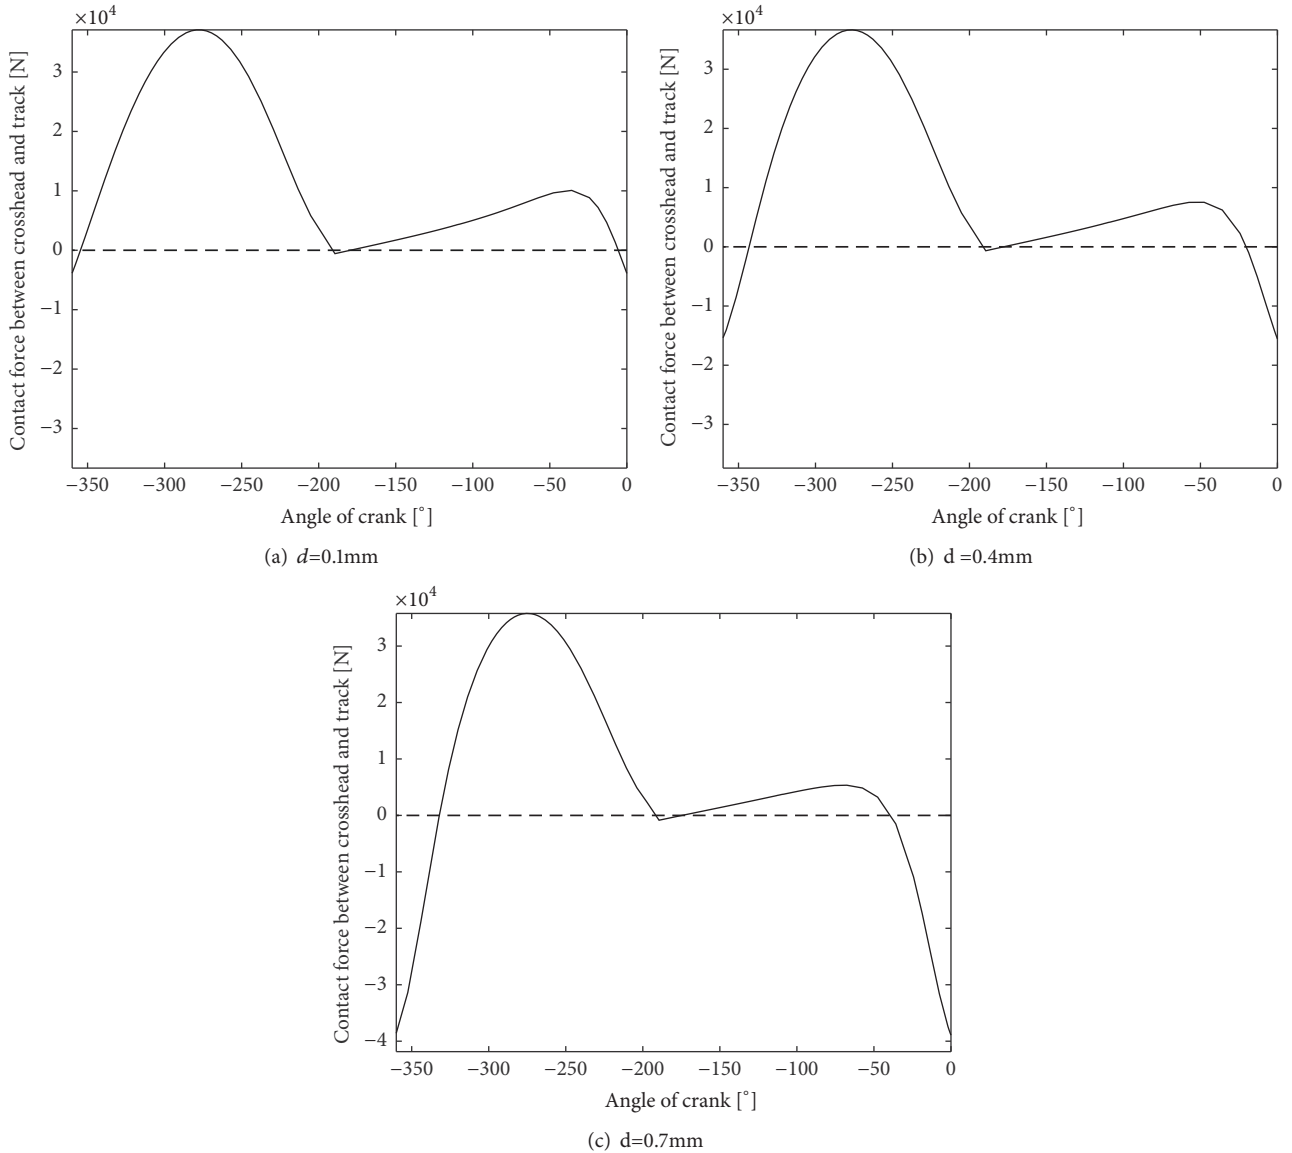 ×10⁴
Contact force between crosshead and track [N]
3
2
1
0
−1
−2
−3
−350 −300 −250 −200 −150 −100 −50 0
Angle of crank [°]
(a) d=0.1mm
×10⁴
Contact force between crosshead and track [N]
3
2
1
0
−1
−2
−3
−350 −300 −250 −200 −150 −100 −50 0
Angle of crank [°]
(b) d =0.4mm
×10⁴
Contact force between crosshead and track [N]
3
2
1
0
−1
−2
−3
−4
−350 −300 −250 −200 −150 −100 −50 0
Angle of crank [°]
(c) d=0.7mm